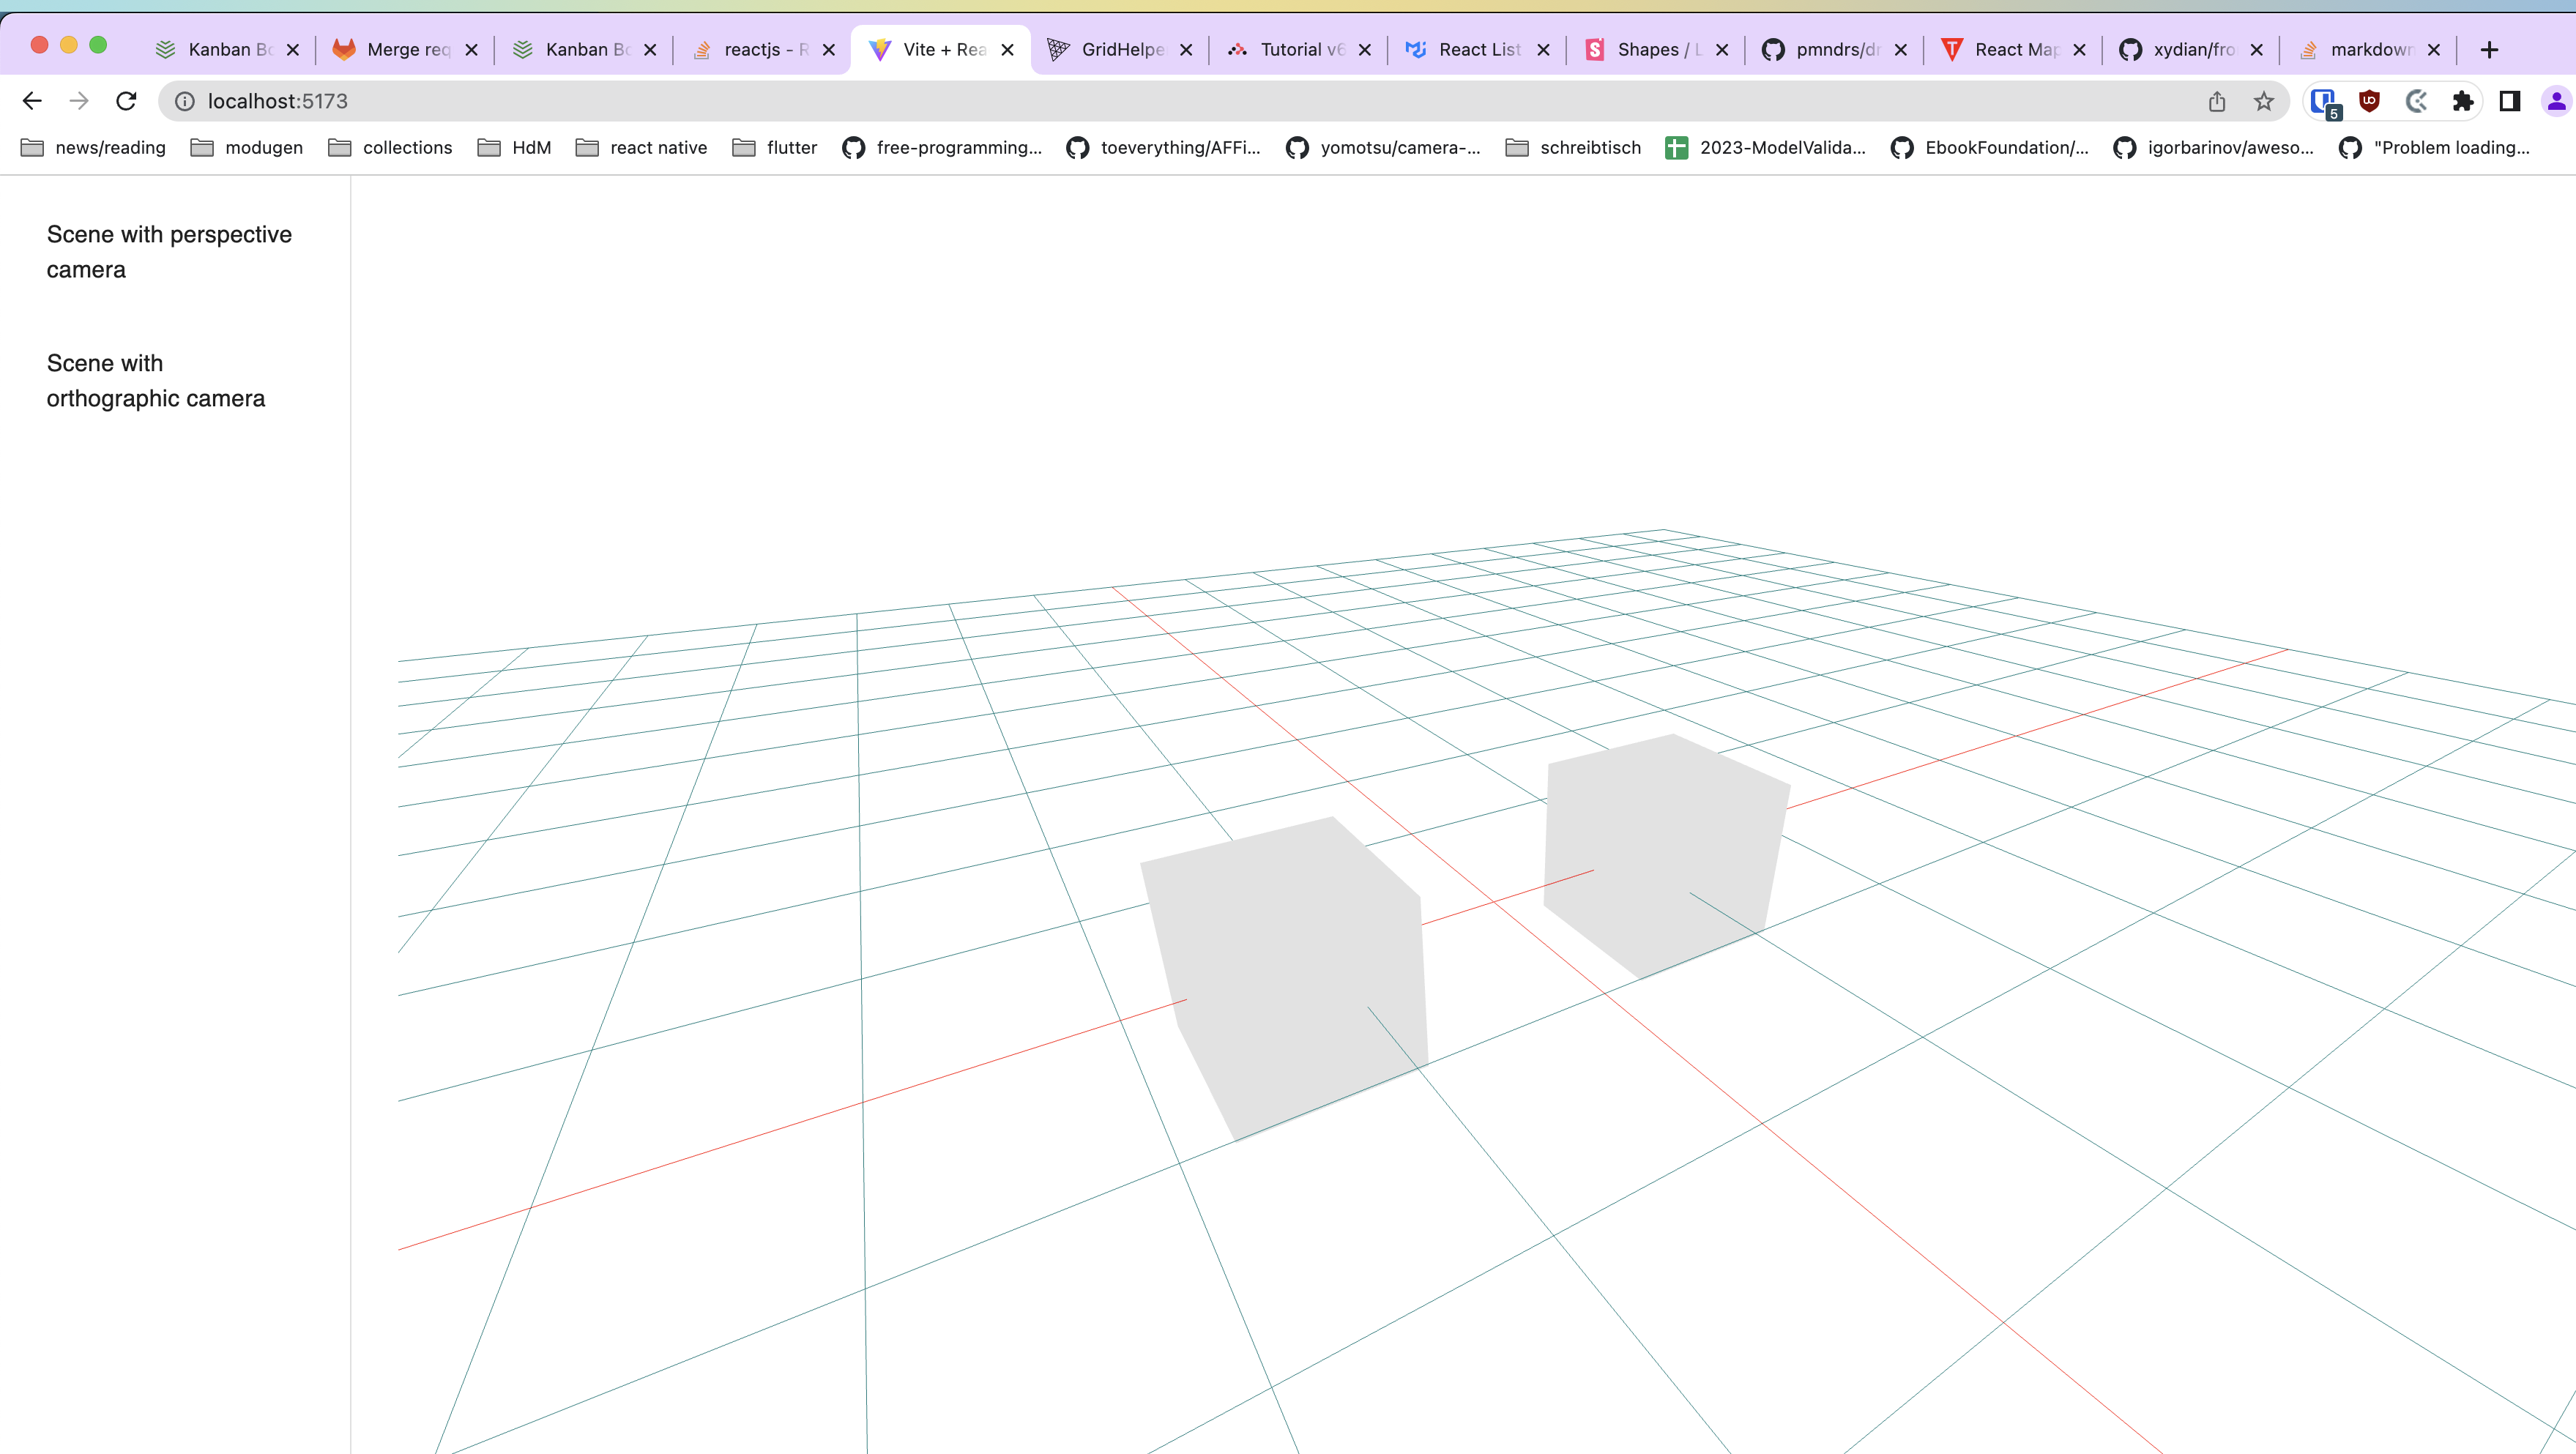 Kanban Bo
Merge req
Kanban Bo
reactjs - R
Vite + Rea
GridHelpe
Tutorial v6
React List
Shapes / L
pmndrs/dr
React Map
xydian/fro
markdown
localhost:5173
5
news/reading
modugen
collections
HdM
react native
flutter
free-programming...
toeverything/AFFi...
yomotsu/camera-...
schreibtisch
2023-ModelValida...
EbookFoundation/...
igorbarinov/aweso...
"Problem loading...
Scene with perspective
camera
Scene with
orthographic camera